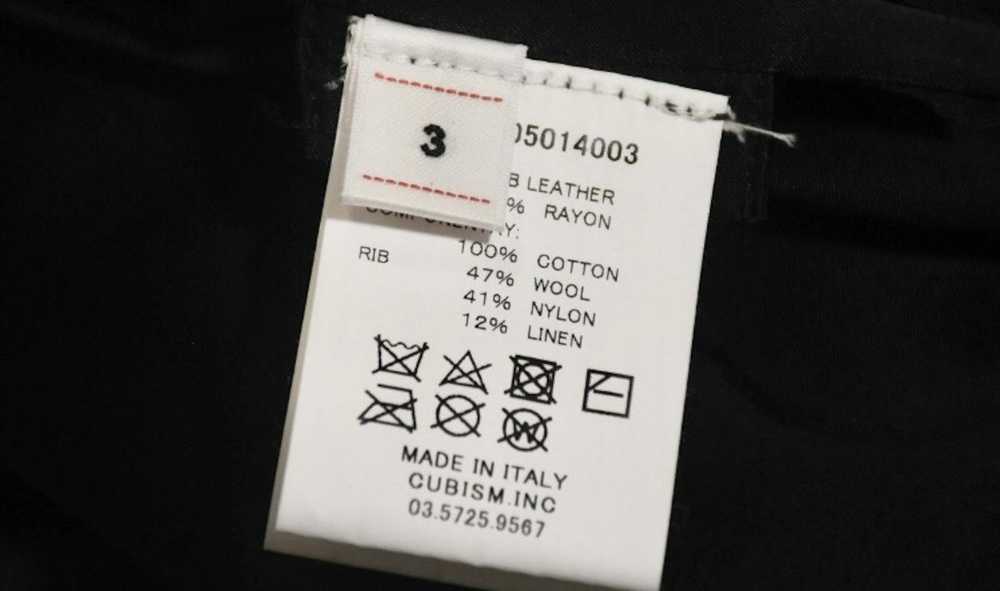 3
05014003
B LEATHER
% RAYON
100% COTTON
RIB 47% WOOL
41% NYLON
12% LINEN
W
MADE IN ITALY
CUBISM.INC
03.5725.9567